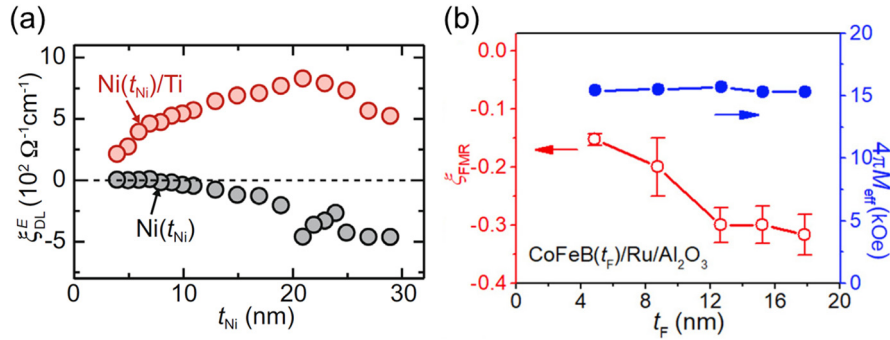 (a)
10
5
0
-5
ξ^E_DL (10² Ω⁻¹cm⁻¹)
Ni(t_Ni)/Ti
Ni(t_Ni)
0 10 20 30
t_Ni (nm)
(b)
0.0
-0.1
-0.2
-0.3
-0.4
ξ_FMR
CoFeB(t_F)/Ru/Al₂O₃
0 4 8 12 16 20
t_F (nm)
20
15
10
5
0
4πM_eff (kOe)